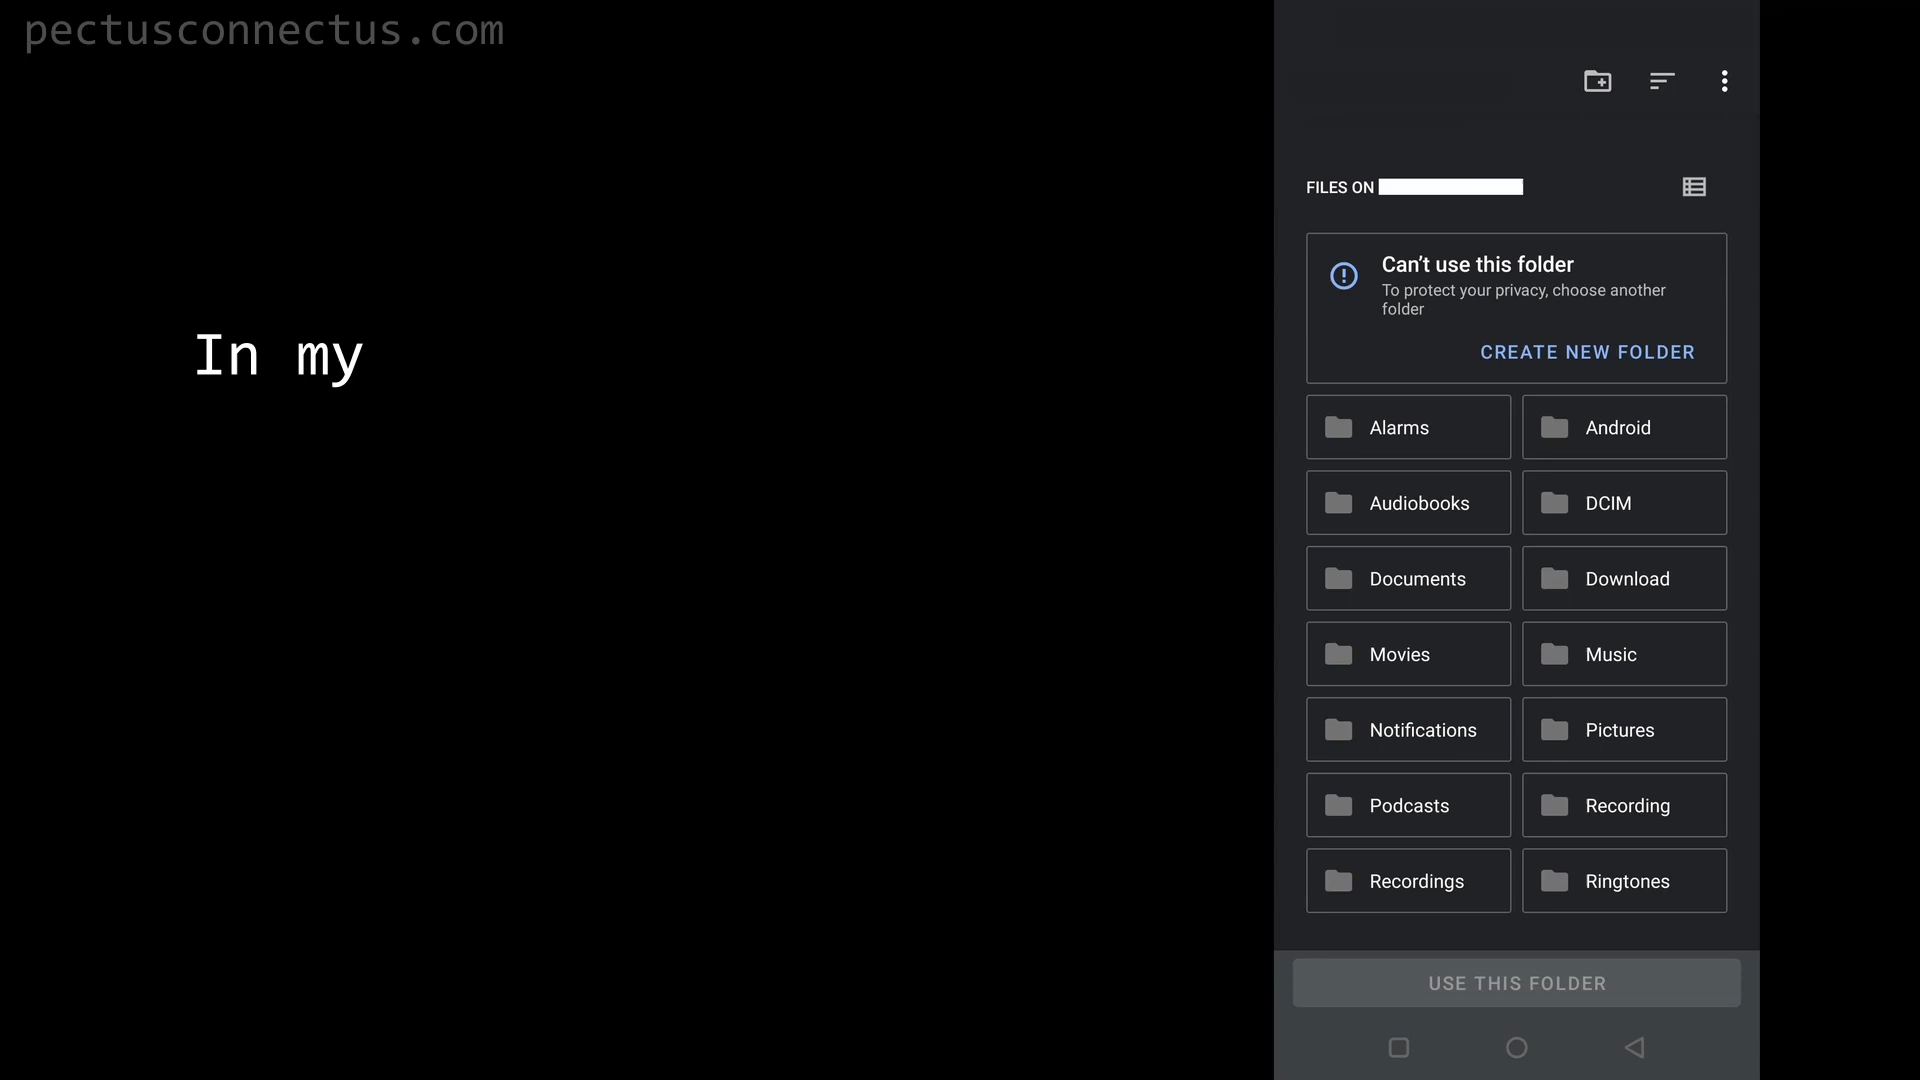 pectusconnectus.com
In my
FILES ON
Can’t use this folder
To protect your privacy, choose another
folder
CREATE NEW FOLDER
Alarms
Android
Audiobooks
DCIM
Documents
Download
Movies
Music
Notifications
Pictures
Podcasts
Recording
Recordings
Ringtones
USE THIS FOLDER